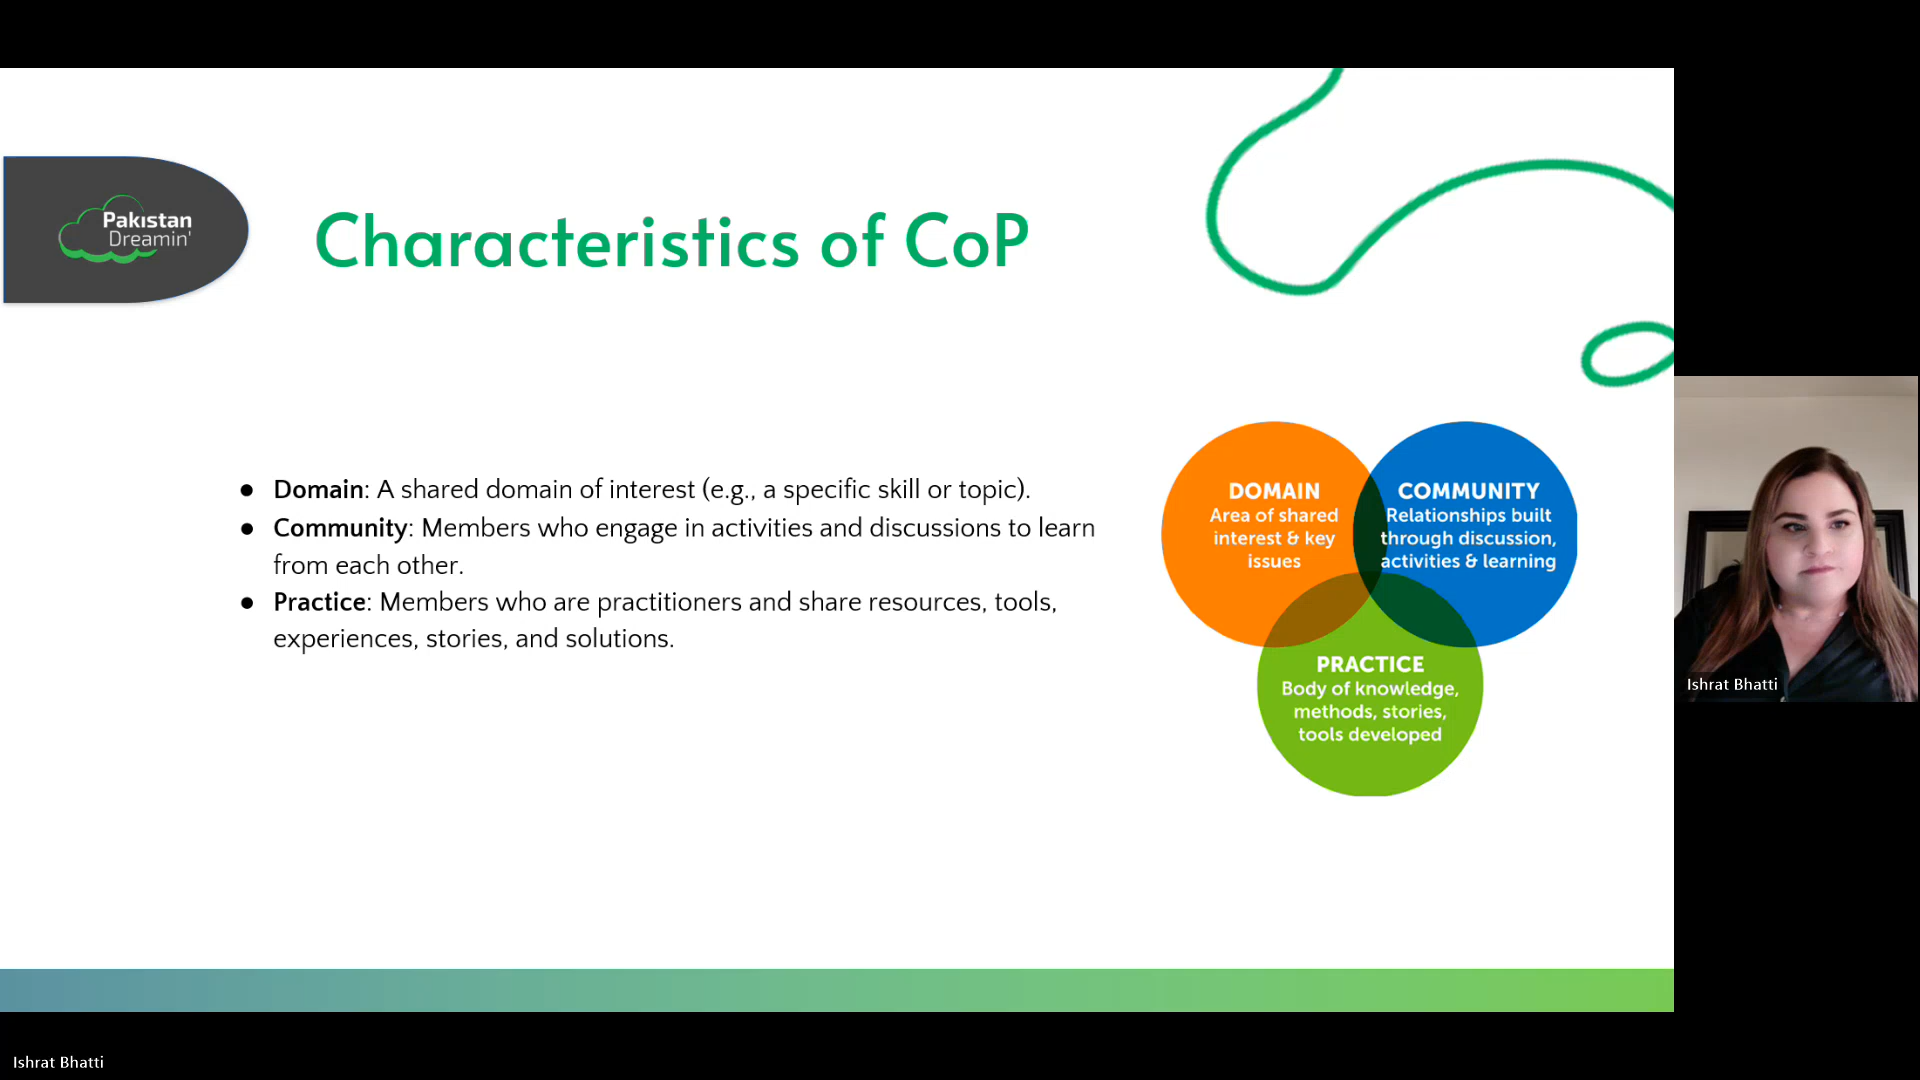 Pakistan
Dreamin'
Characteristics of CoP
● Domain: A shared domain of interest (e.g., a specific skill or topic).
● Community: Members who engage in activities and discussions to learn
from each other.
● Practice: Members who are practitioners and share resources, tools,
experiences, stories, and solutions.
DOMAIN
Area of shared
interest & key
issues
COMMUNITY
Relationships built
through discussion,
activities & learning
PRACTICE
Body of knowledge,
methods, stories,
tools developed
Ishrat Bhatti
Ishrat Bhatti